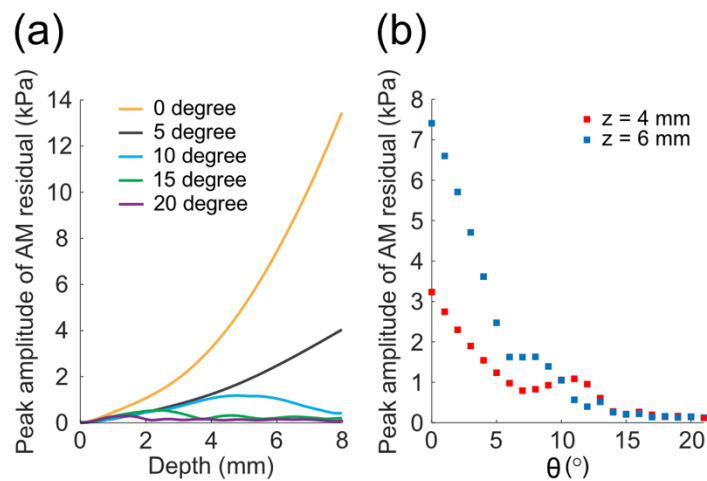 (a)
Peak amplitude of AM residual (kPa)
14
12
10
8
6
4
2
0
0 degree
5 degree
10 degree
15 degree
20 degree
0 2 4 6 8
Depth (mm)
(b)
Peak amplitude of AM residual (kPa)
8
7
6
5
4
3
2
1
0
z = 4 mm
z = 6 mm
0 5 10 15 20
θ (°)